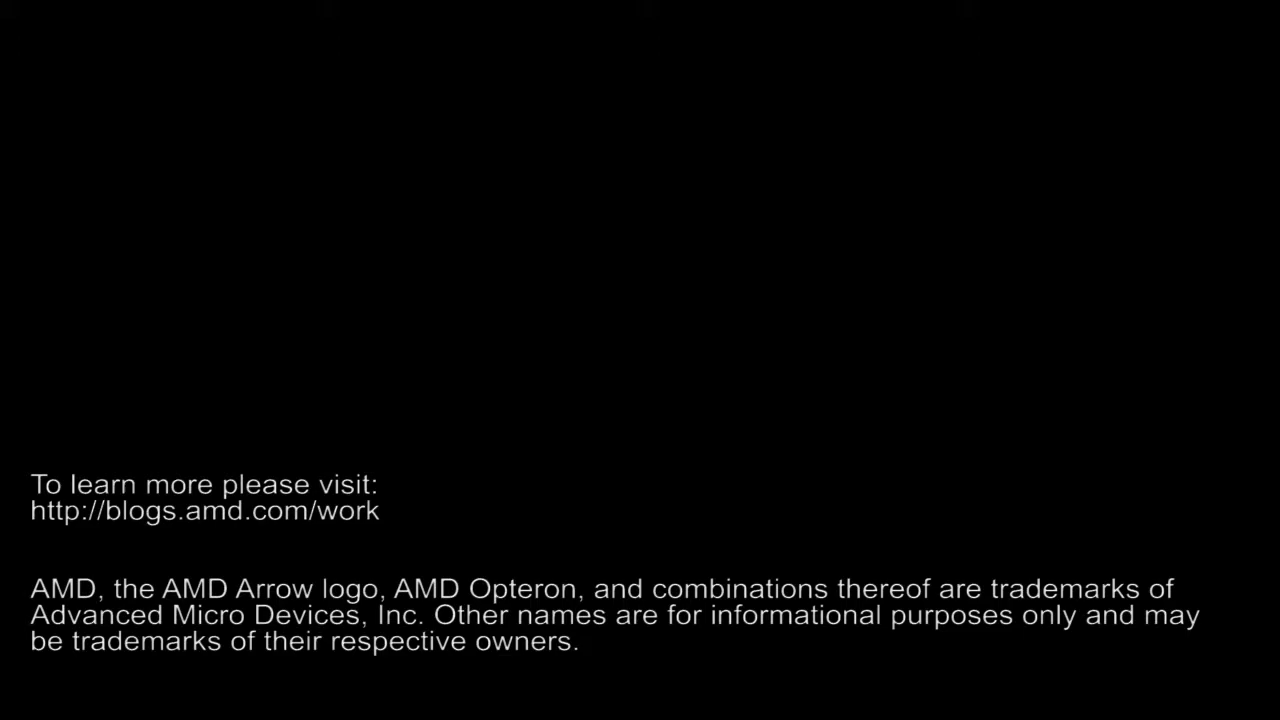 To learn more please visit:
http://blogs.amd.com/work
AMD, the AMD Arrow logo, AMD Opteron, and combinations thereof are trademarks of
Advanced Micro Devices, Inc. Other names are for informational purposes only and may
be trademarks of their respective owners.